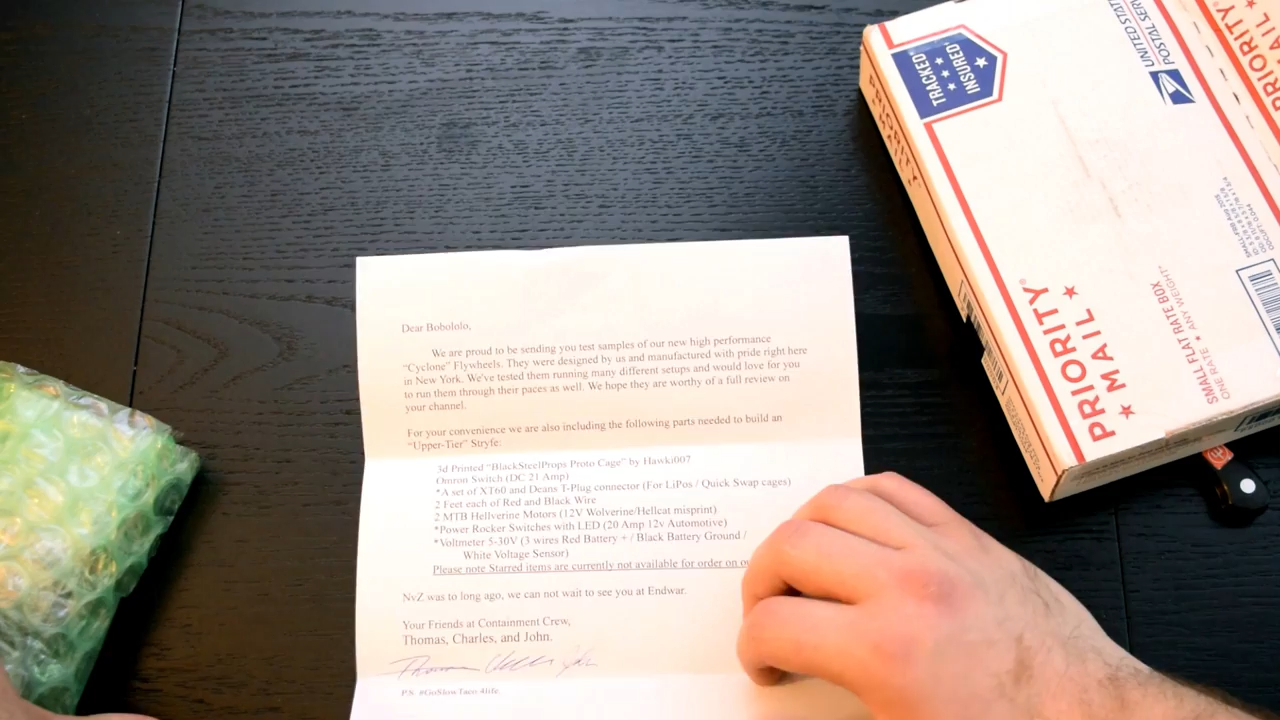 Dear Bobololo,
We are proud to be sending you test samples of our new high performance
"Cyclone" Flywheels. They were designed by us and manufactured with pride right here
in New York. We've tested them running many different setups and would love for you
to run them through their paces as well. We hope they are worthy of a full review on
your channel.
For your convenience we are also including the following parts needed to build an
"Upper-Tier" Stryfe:
3d Printed "BlackSteelProps Proto Cage" by Hawki007
Omron Switch (DC 21 Amp)
*A set of XT60 and Deans T-Plug connector (For LiPos / Quick Swap cages)
2 Feet each of Red and Black Wire
2 MTB Hellverine Motors (12V Wolverine/Hellcat misprint)
*Power Rocker Switches with LED (20 Amp 12v Automotive)
*Voltmeter 5-30V (3 wires Red Battery + / Black Battery Ground /
White Voltage Sensor)
Please note Starred items are currently not available for order on
NvZ was to long ago, we can not wait to see you at Endwar.
Your Friends at Containment Crew,
Thomas, Charles, and John.
P.S. #GoSlowTaco 4life.
TRACKED
INSURED
UNITED STATES
POSTAL SERV
PRIORITY
MAIL
PRIORITY®
MAIL
SMALL FLAT RATE BOX
ONE RATE ★ ANY WEIGHT